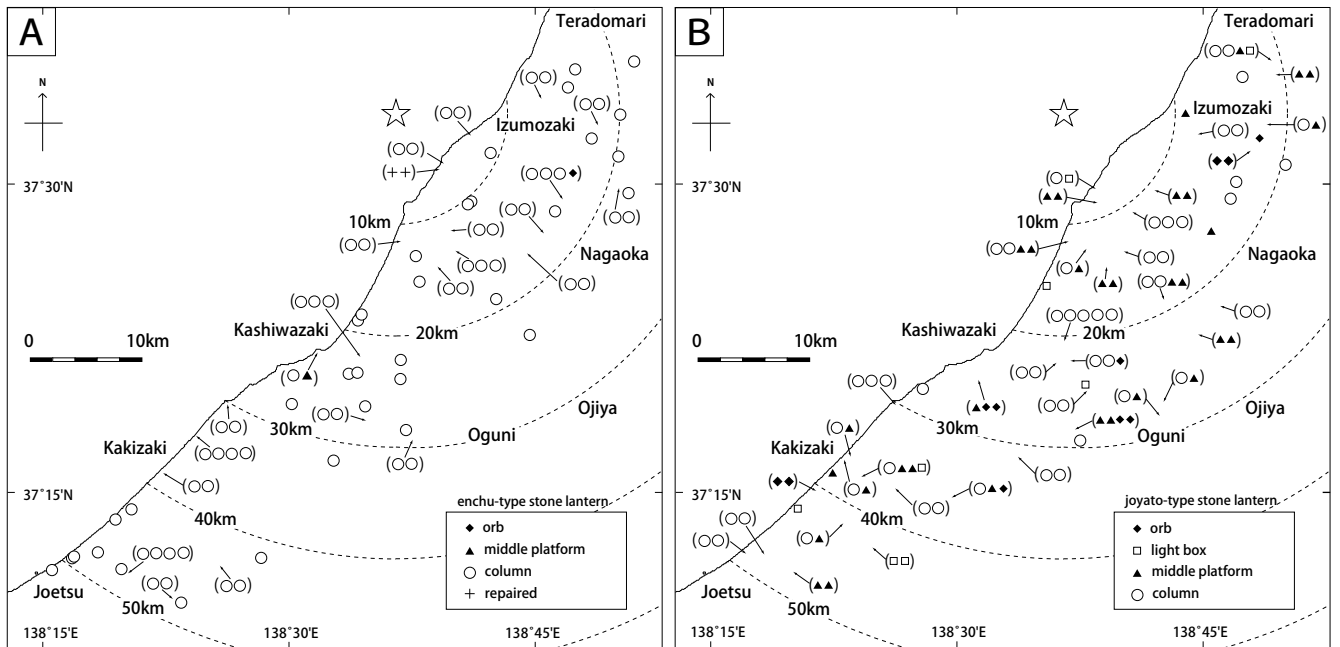 A
N
Teradomari
Izumozaki
37°30'N
10km
Nagaoka
Kashiwazaki
20km
0 10km
Ojiya
30km
Oguni
Kakizaki
37°15'N
40km
enchu-type stone lantern
orb
middle platform
column
repaired
Joetsu
50km
138°15'E 138°30'E 138°45'E
B
N
Teradomari
Izumozaki
37°30'N
10km
Nagaoka
Kashiwazaki
20km
0 10km
Ojiya
30km
Oguni
Kakizaki
37°15'N
40km
joyato-type stone lantern
orb
light box
middle platform
column
Joetsu
50km
138°15'E 138°30'E 138°45'E